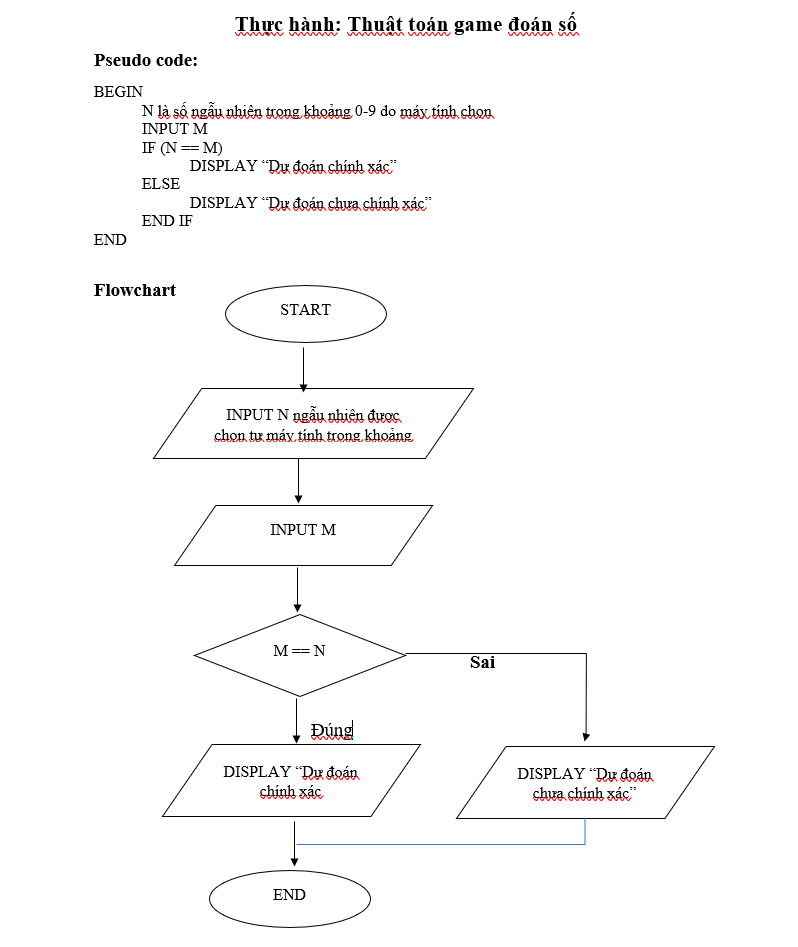 Thực hành: Thuật toán game đoán số
Pseudo code:
BEGIN
N là số ngẫu nhiên trong khoảng 0-9 do máy tính chọn
INPUT M
IF (N == M)
DISPLAY “Dự đoán chính xác”
ELSE
DISPLAY “Dự đoán chưa chính xác”
END IF
END
Flowchart
START
INPUT N ngẫu nhiên được
chọn từ máy tính trong khoảng
INPUT M
M == N
Sai
Đúng
DISPLAY “Dự đoán
chính xác
DISPLAY “Dự đoán
chưa chính xác”
END